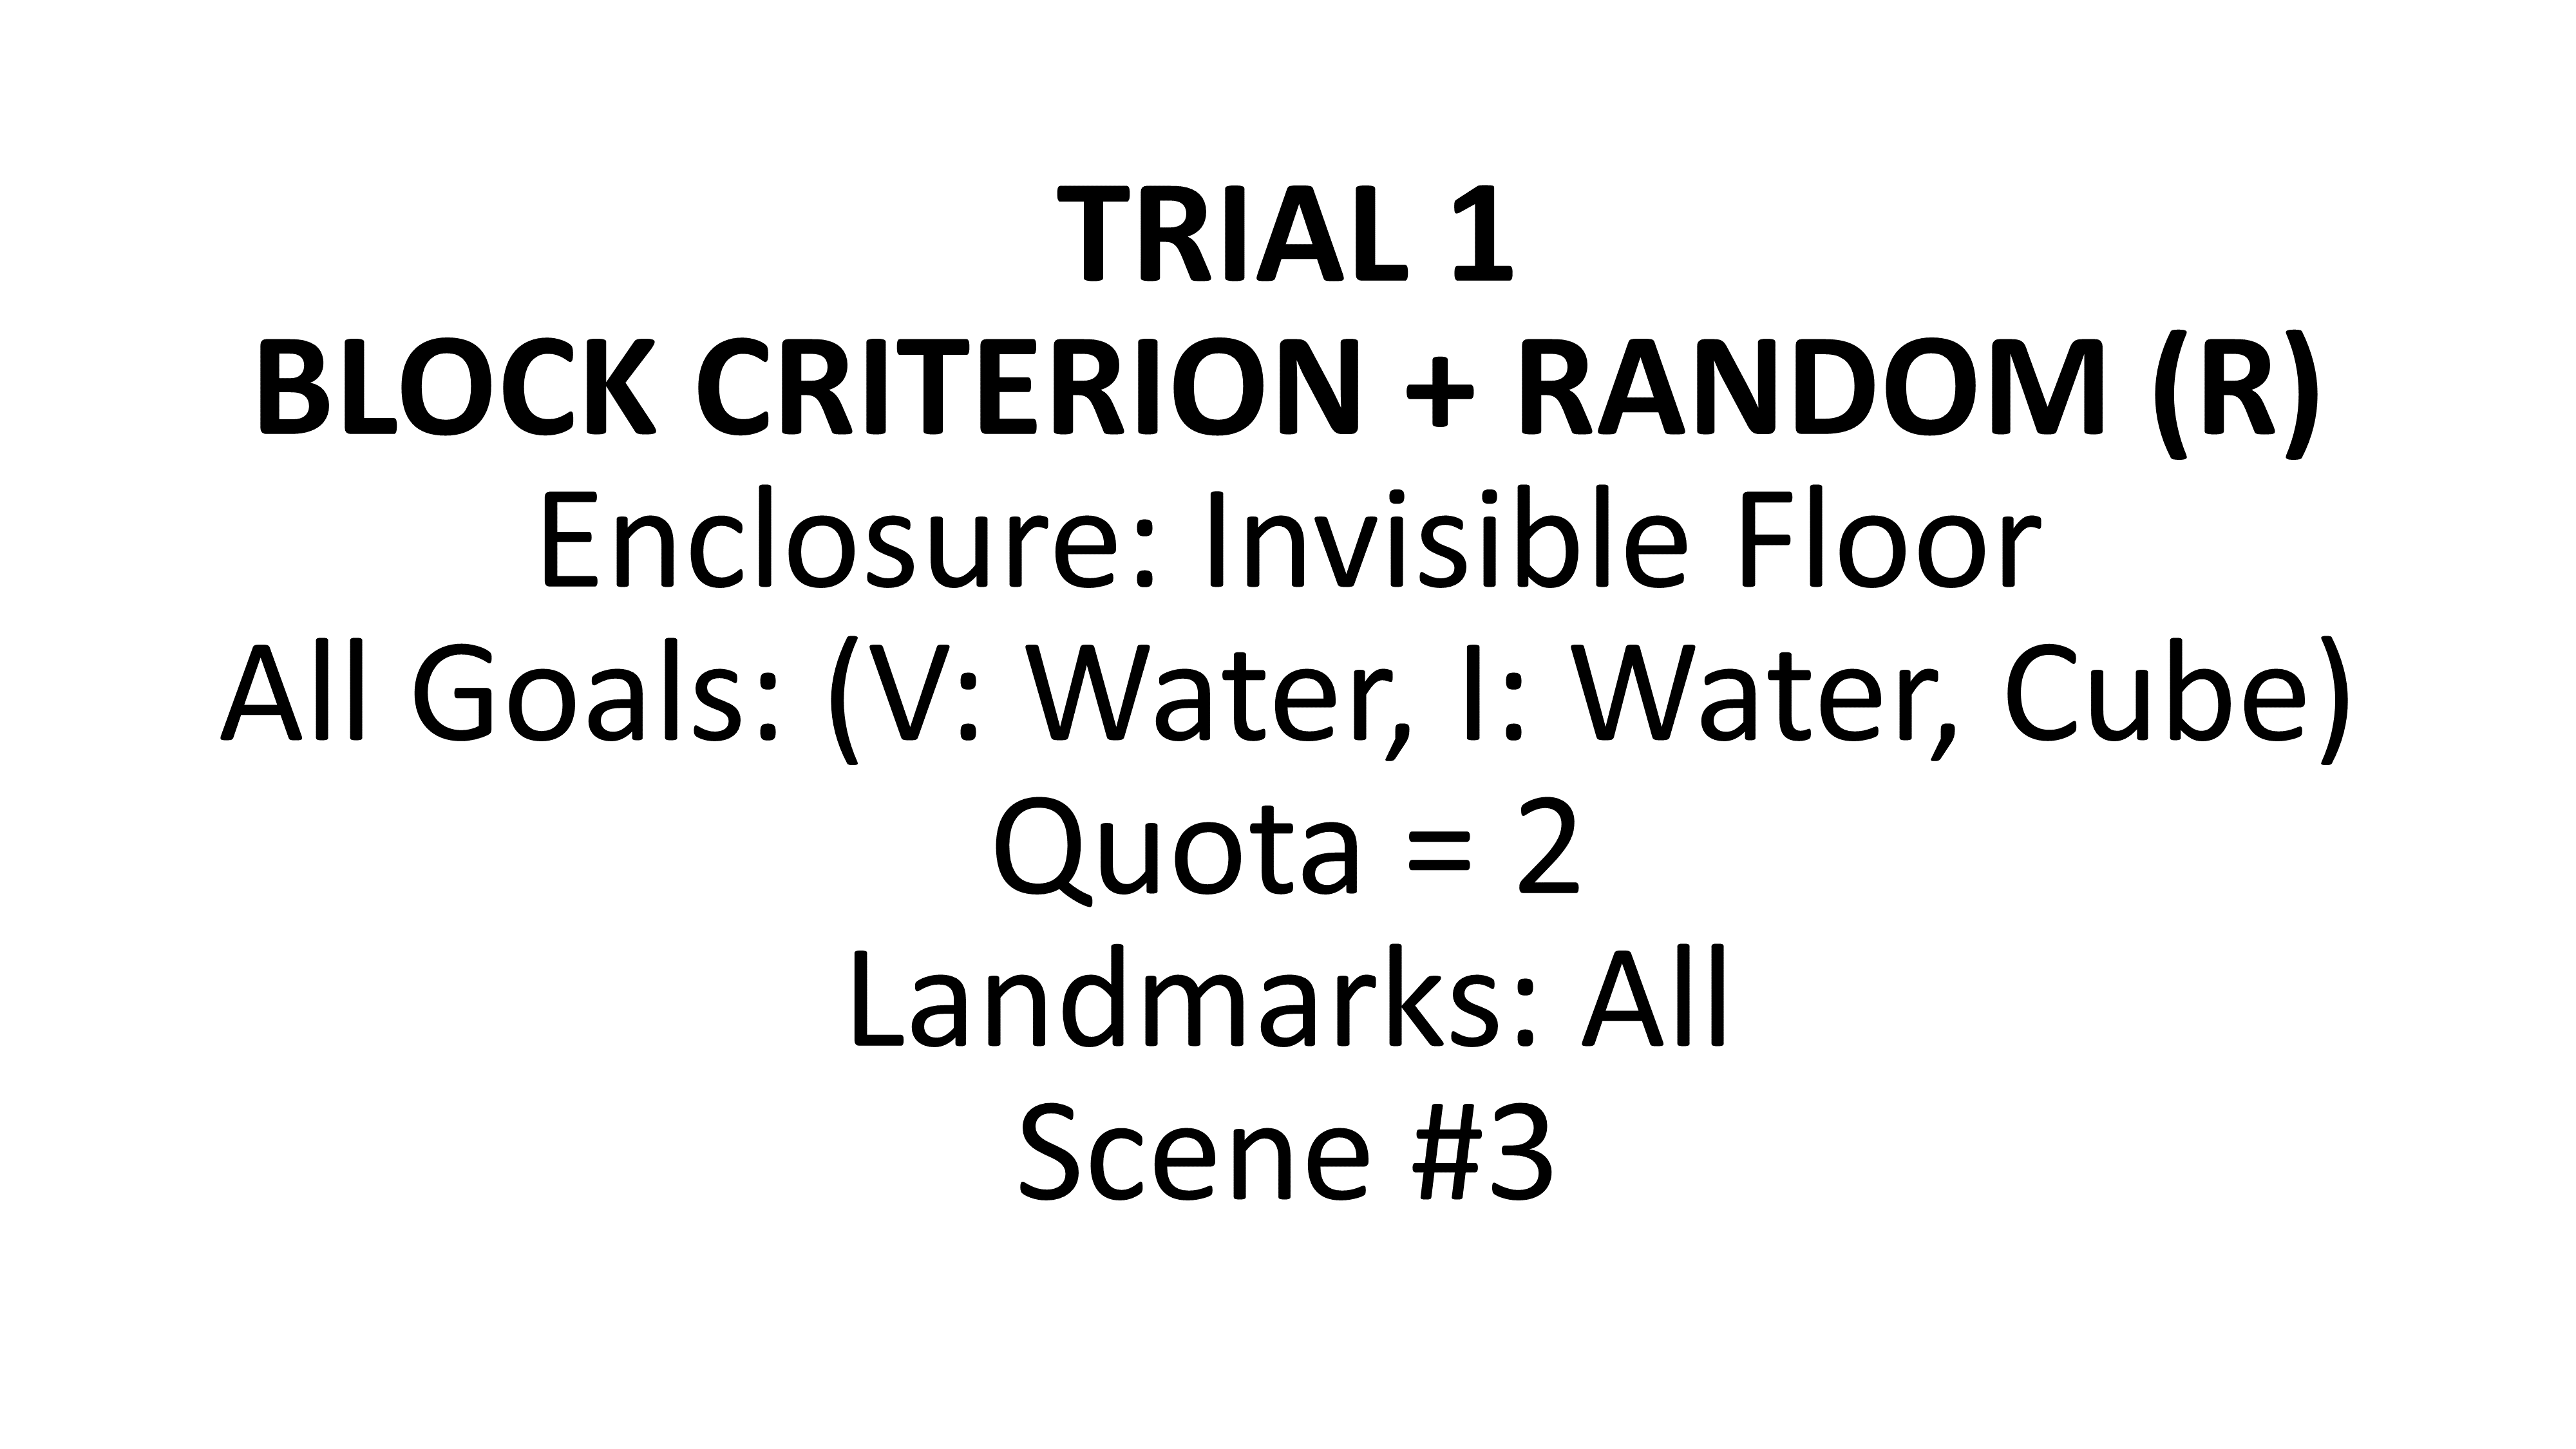 TRIAL 1
BLOCK CRITERION + RANDOM (R)
Enclosure: Invisible Floor
All Goals: (V: Water, I: Water, Cube)
Quota = 2
Landmarks: All
Scene #3